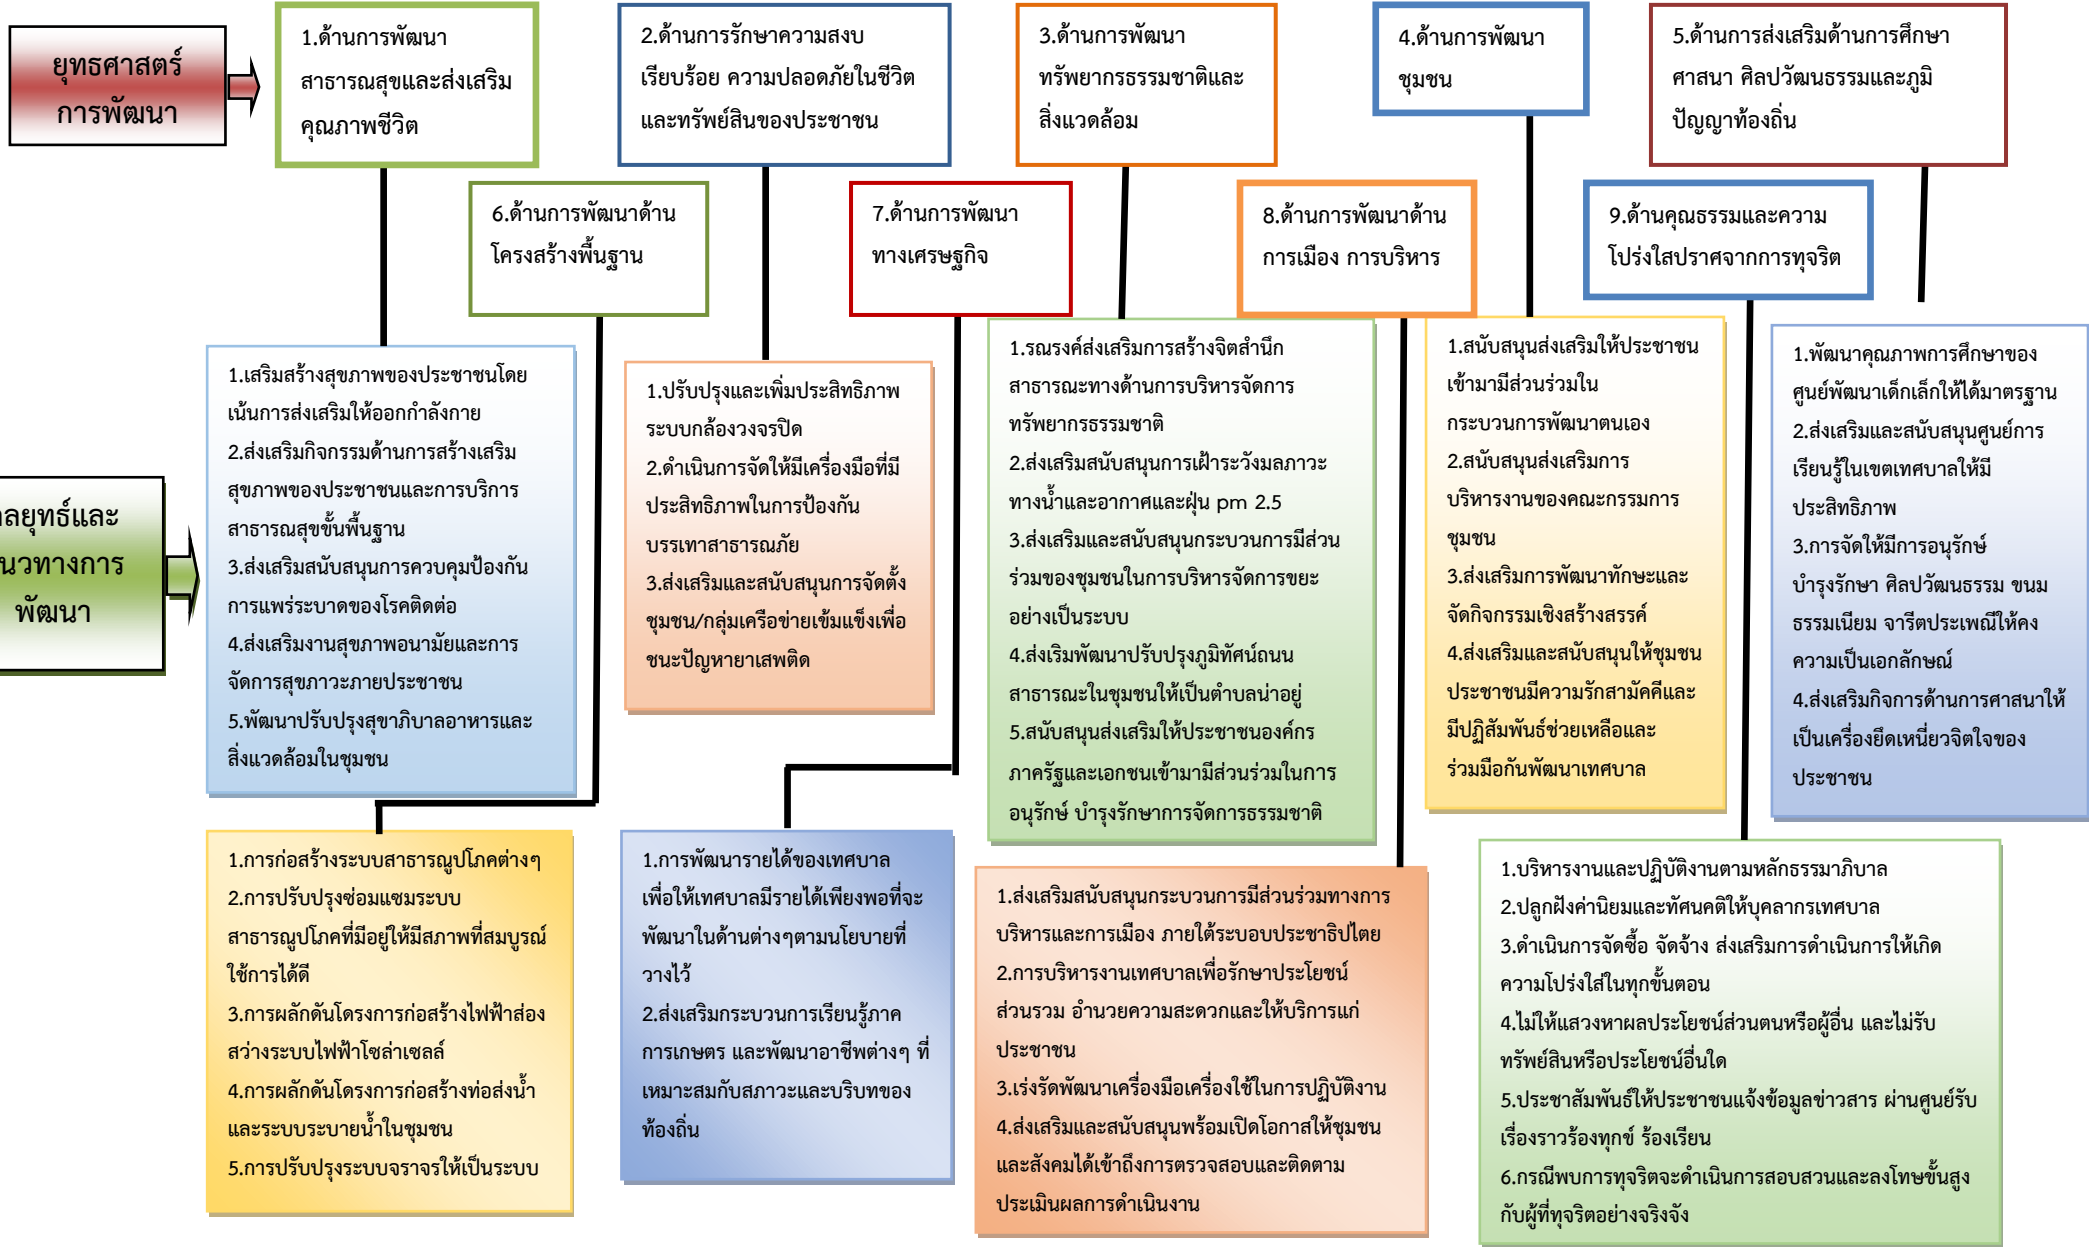 ยุทธศาสตร์
การพัฒนา
1.ด้านการพัฒนา
สาธารณสุขและส่งเสริม
คุณภาพชีวิต
2.ด้านการรักษาความสงบ
เรียบร้อย ความปลอดภัยในชีวิต
และทรัพย์สินของประชาชน
3.ด้านการพัฒนา
ทรัพยากรธรรมชาติและ
สิ่งแวดล้อม
4.ด้านการพัฒนา
ชุมชน
5.ด้านการส่งเสริมด้านการศึกษา
ศาสนา ศิลปวัฒนธรรมและภูมิ
ปัญญาท้องถิ่น
6.ด้านการพัฒนาด้าน
โครงสร้างพื้นฐาน
7.ด้านการพัฒนา
ทางเศรษฐกิจ
8.ด้านการพัฒนาด้าน
การเมือง การบริหาร
9.ด้านคุณธรรมและความ
โปร่งใสปราศจากการทุจริต
ลยุทธ์และ
นวทางการ
พัฒนา
1.เสริมสร้างสุขภาพของประชาชนโดย
เน้นการส่งเสริมให้ออกกำลังกาย
2.ส่งเสริมกิจกรรมด้านการสร้างเสริม
สุขภาพของประชาชนและการบริการ
สาธารณสุขขั้นพื้นฐาน
3.ส่งเสริมสนับสนุนการควบคุมป้องกัน
การแพร่ระบาดของโรคติดต่อ
4.ส่งเสริมงานสุขภาพอนามัยและการ
จัดการสุขภาวะภายประชาชน
5.พัฒนาปรับปรุงสุขาภิบาลอาหารและ
สิ่งแวดล้อมในชุมชน
1.ปรับปรุงและเพิ่มประสิทธิภาพ
ระบบกล้องวงจรปิด
2.ดำเนินการจัดให้มีเครื่องมือที่มี
ประสิทธิภาพในการป้องกัน
บรรเทาสาธารณภัย
3.ส่งเสริมและสนับสนุนการจัดตั้ง
ชุมชน/กลุ่มเครือข่ายเข้มแข็งเพื่อ
ชนะปัญหายาเสพติด
1.รณรงค์ส่งเสริมการสร้างจิตสำนึก
สาธารณะทางด้านการบริหารจัดการ
ทรัพยากรธรรมชาติ
2.ส่งเสริมสนับสนุนการเฝ้าระวังมลภาวะ
ทางน้ำและอากาศและฝุ่น pm 2.5
3.ส่งเสริมและสนับสนุนกระบวนการมีส่วน
ร่วมของชุมชนในการบริหารจัดการขยะ
อย่างเป็นระบบ
4.ส่งเริมพัฒนาปรับปรุงภูมิทัศน์ถนน
สาธารณะในชุมชนให้เป็นตำบลน่าอยู่
5.สนับสนุนส่งเสริมให้ประชาชนองค์กร
ภาครัฐและเอกชนเข้ามามีส่วนร่วมในการ
อนุรักษ์ บำรุงรักษาการจัดการธรรมชาติ
1.สนับสนุนส่งเสริมให้ประชาชน
เข้ามามีส่วนร่วมใน
กระบวนการพัฒนาตนเอง
2.สนับสนุนส่งเสริมการ
บริหารงานของคณะกรรมการ
ชุมชน
3.ส่งเสริมการพัฒนาทักษะและ
จัดกิจกรรมเชิงสร้างสรรค์
4.ส่งเสริมและสนับสนุนให้ชุมชน
ประชาชนมีความรักสามัคคีและ
มีปฏิสัมพันธ์ช่วยเหลือและ
ร่วมมือกันพัฒนาเทศบาล
1.พัฒนาคุณภาพการศึกษาของ
ศูนย์พัฒนาเด็กเล็กให้ได้มาตรฐาน
2.ส่งเสริมและสนับสนุนศูนย์การ
เรียนรู้ในเขตเทศบาลให้มี
ประสิทธิภาพ
3.การจัดให้มีการอนุรักษ์
บำรุงรักษา ศิลปวัฒนธรรม ขนม
ธรรมเนียม จารีตประเพณีให้คง
ความเป็นเอกลักษณ์
4.ส่งเสริมกิจการด้านการศาสนาให้
เป็นเครื่องยึดเหนี่ยวจิตใจของ
ประชาชน
1.การก่อสร้างระบบสาธารณูปโภคต่างๆ
2.การปรับปรุงซ่อมแซมระบบ
สาธารณูปโภคที่มีอยู่ให้มีสภาพที่สมบูรณ์
ใช้การได้ดี
3.การผลักดันโดรงการก่อสร้างไฟฟ้าส่อง
สว่างระบบไฟฟ้าโซล่าเซลล์
4.การผลักดันโดรงการก่อสร้างท่อส่งน้ำ
และระบบระบายน้ำในชุมชน
5.การปรับปรุงระบบจราจรให้เป็นระบบ
1.การพัฒนารายได้ของเทศบาล
เพื่อให้เทศบาลมีรายได้เพียงพอที่จะ
พัฒนาในด้านต่างๆตามนโยบายที่
วางไว้
2.ส่งเสริมกระบวนการเรียนรู้ภาค
การเกษตร และพัฒนาอาชีพต่างๆ ที่
เหมาะสมกับสภาวะและบริบทของ
ท้องถิ่น
1.ส่งเสริมสนับสนุนกระบวนการมีส่วนร่วมทางการ
บริหารและการเมือง ภายใต้ระบอบประชาธิปไตย
2.การบริหารงานเทศบาลเพื่อรักษาประโยชน์
ส่วนรวม อำนวยความสะดวกและให้บริการแก่
ประชาชน
3.เร่งรัดพัฒนาเครื่องมือเครื่องใช้ในการปฏิบัติงาน
4.ส่งเสริมและสนับสนุนพร้อมเปิดโอกาสให้ชุมชน
และสังคมได้เข้าถึงการตรวจสอบและติดตาม
ประเมินผลการดำเนินงาน
1.บริหารงานและปฏิบัติงานตามหลักธรรมาภิบาล
2.ปลูกฝังค่านิยมและทัศนคติให้บุคลากรเทศบาล
3.ดำเนินการจัดซื้อ จัดจ้าง ส่งเสริมการดำเนินการให้เกิด
ความโปร่งใส่ในทุกขั้นตอน
4.ไม่ให้แสวงหาผลประโยชน์ส่วนตนหรือผู้อื่น และไม่รับ
ทรัพย์สินหรือประโยชน์อื่นใด
5.ประชาสัมพันธ์ให้ประชาชนแจ้งข้อมูลข่าวสาร ผ่านศูนย์รับ
เรื่องราวร้องทุกข์ ร้องเรียน
6.กรณีพบการทุจริตจะดำเนินการสอบสวนและลงโทษขั้นสูง
กับผู้ที่ทุจริตอย่างจริงจัง